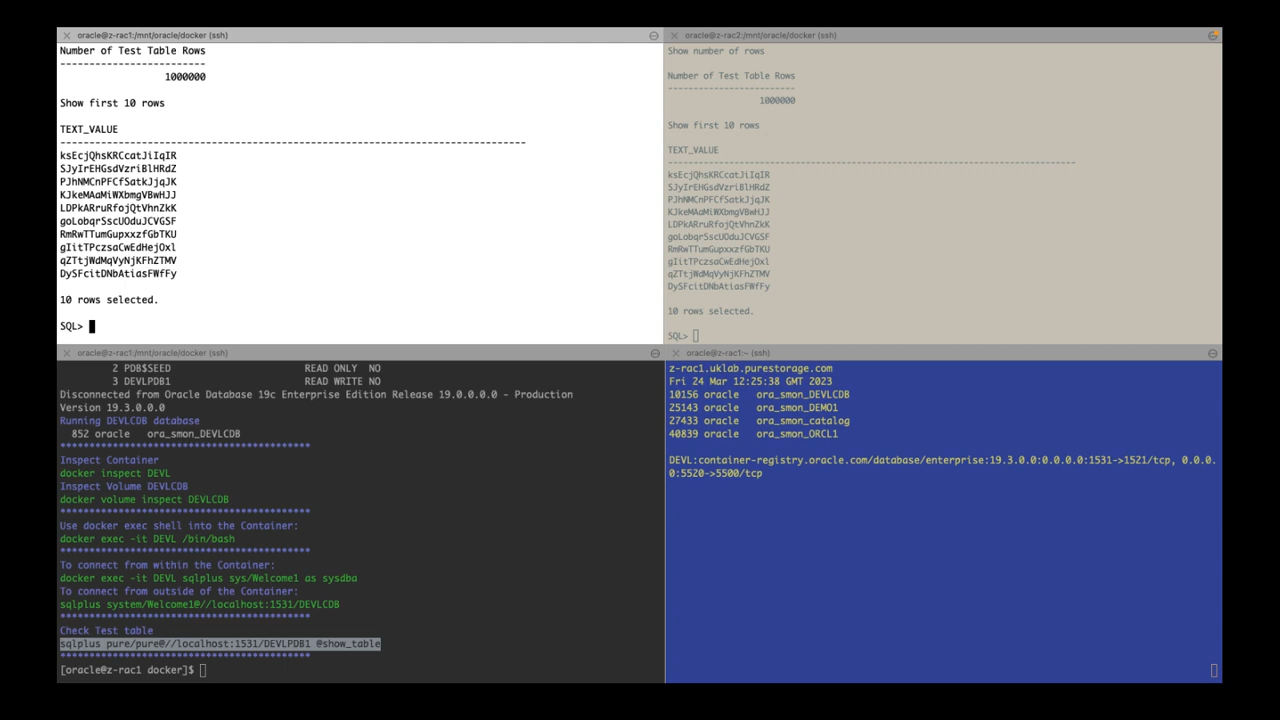 oracle@z-rac1:/mnt/oracle/docker (ssh)
Number of Test Table Rows
-------------------------
1000000
Show first 10 rows
TEXT_VALUE
--------------------------------------------------------------------------------
ksEcjQhsKRCcatJiIqIR
SJyIrEHGsdVzriBlHRdZ
PJhNMCnPFCfSatkJjqJK
KJkeMAaMiWXbmgVBwHJJ
LDPkARruRfojQtVhnZkK
goLobqrSscUOduJCVGSF
RmRwTTumGupxxzfGbTKU
gIitTPczsaCwEdHejOxl
qZTtjWdMqVyNjKFhZTMV
DySFcitDNbAtiasFWfFy
10 rows selected.
SQL>
oracle@z-rac2:/mnt/oracle/docker (ssh)
Show number of rows
Number of Test Table Rows
-------------------------
1000000
Show first 10 rows
TEXT_VALUE
--------------------------------------------------------------------------------
ksEcjQhsKRCcatJiIqIR
SJyIrEHGsdVzriBlHRdZ
PJhNMCnPFCfSatkJjqJK
KJkeMAaMiWXbmgVBwHJJ
LDPkARruRfojQtVhnZkK
goLobqrSscUOduJCVGSF
RmRwTTumGupxxzfGbTKU
gIitTPczsaCwEdHejOxl
qZTtjWdMqVyNjKFhZTMV
DySFcitDNbAtiasFWfFy
10 rows selected.
SQL>
oracle@z-rac1:/mnt/oracle/docker (ssh)
2 PDB$SEED READ ONLY NO
3 DEVLPDB1 READ WRITE NO
Disconnected from Oracle Database 19c Enterprise Edition Release 19.0.0.0.0 - Production
Version 19.3.0.0.0
Running DEVLCDB database
852 oracle ora_smon_DEVLCDB
*******************************************
Inspect Container
docker inspect DEVL
Inspect Volume DEVLCDB
docker volume inspect DEVLCDB
*******************************************
Use docker exec shell into the Container:
docker exec -it DEVL /bin/bash
*******************************************
To connect from within the Container:
docker exec -it DEVL sqlplus sys/Welcome1 as sysdba
To connect from outside of the Container:
sqlplus system/Welcome1@//localhost:1531/DEVLCDB
*******************************************
Check Test table
sqlplus pure/pure@//localhost:1531/DEVLPDB1 @show_table
*******************************************
[oracle@z-rac1 docker]$
oracle@z-rac1:~ (ssh)
z-rac1.uklab.purestorage.com
Fri 24 Mar 12:25:38 GMT 2023
10156 oracle ora_smon_DEVLCDB
25143 oracle ora_smon_DEMO1
27433 oracle ora_smon_catalog
40839 oracle ora_smon_ORCL1
DEVL:container-registry.oracle.com/database/enterprise:19.3.0.0:0.0.0.0:1531->1521/tcp, 0.0.0.
0:5520->5500/tcp